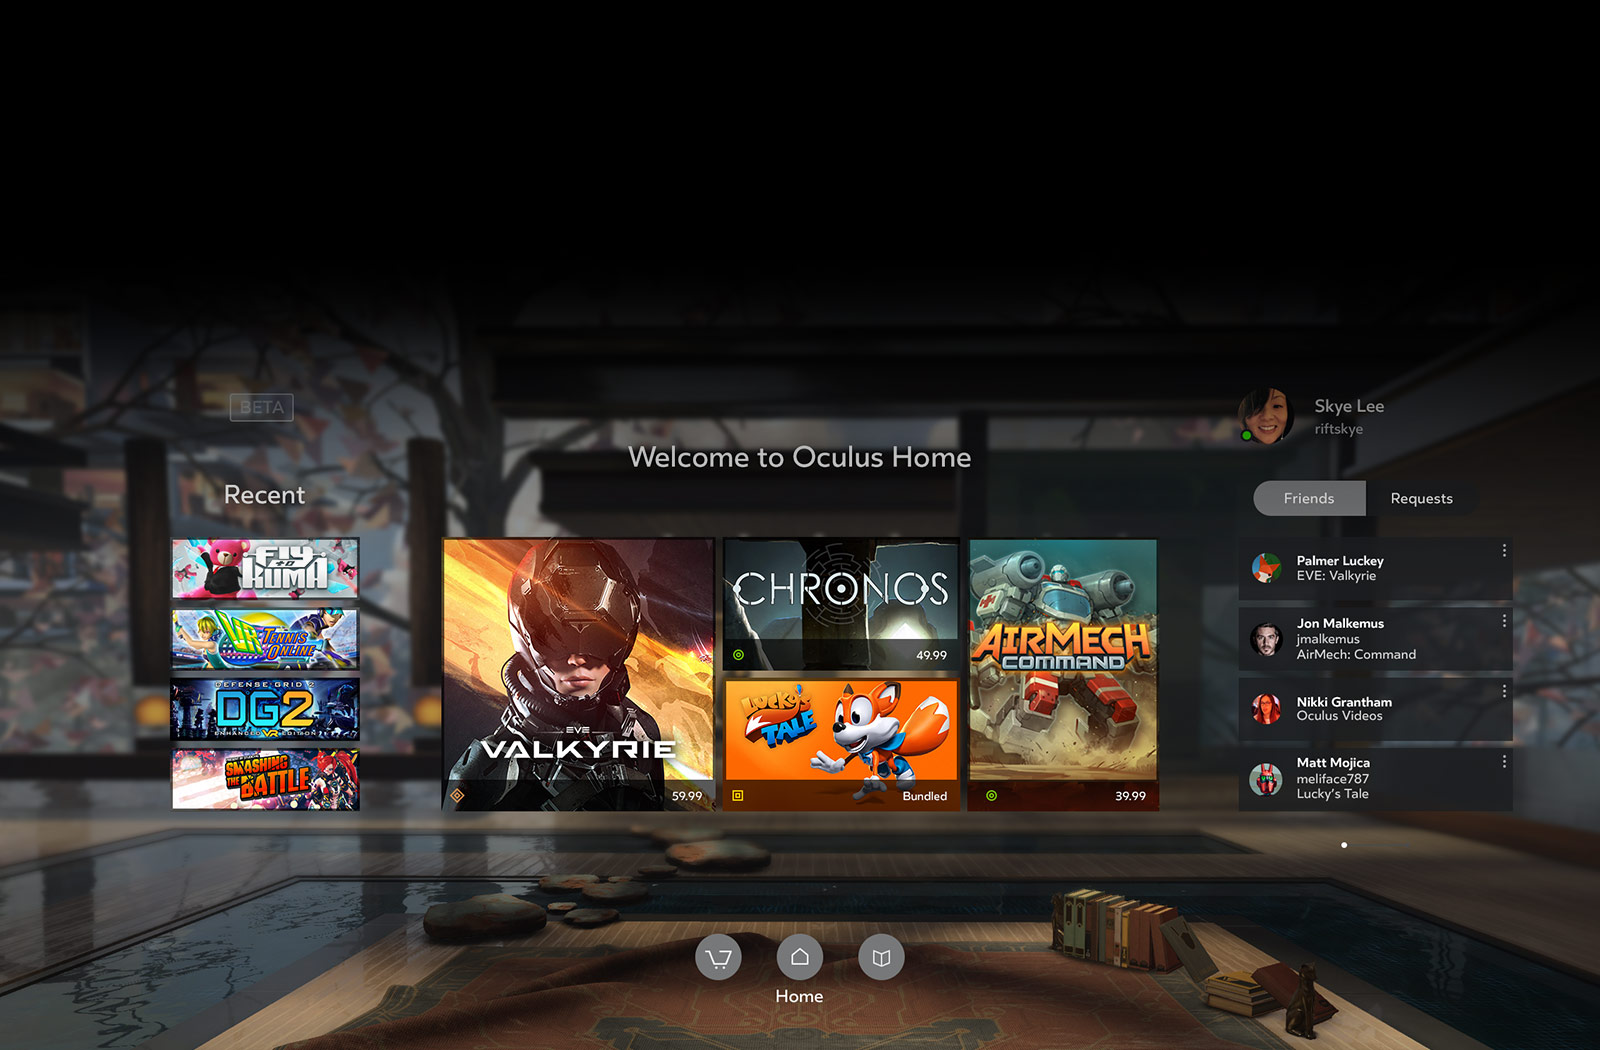 BETA
Skye Lee
riftskye
Welcome to Oculus Home
Recent
Friends
Requests
FLY
TO
KUMA
VR TENNIS
ONLINE
DEFENSE GRID 2
DG2
ENHANCED VR EDITION
SMASHING
THE BATTLE
EVE
VALKYRIE
59.99
CHRONOS
49.99
LUCKY'S
TALE
Bundled
AIRMECH
COMMAND
39.99
Palmer Luckey
EVE: Valkyrie
Jon Malkemus
jmalkemus
AirMech: Command
Nikki Grantham
Oculus Videos
Matt Mojica
meliface787
Lucky's Tale
Home